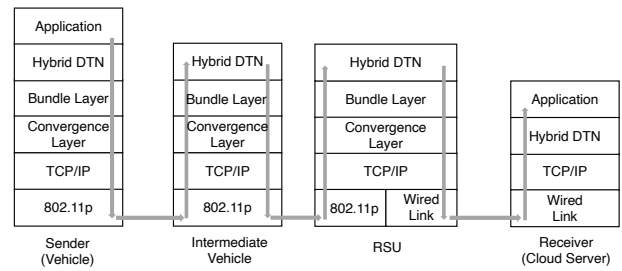 Application
Hybrid DTN
Bundle Layer
Convergence
Layer
TCP/IP
802.11p
Sender
(Vehicle)
Hybrid DTN
Bundle Layer
Convergence
Layer
TCP/IP
802.11p
Intermediate
Vehicle
Hybrid DTN
Bundle Layer
Convergence
Layer
TCP/IP
802.11p
Wired
Link
RSU
Application
Hybrid DTN
TCP/IP
Wired
Link
Receiver
(Cloud Server)